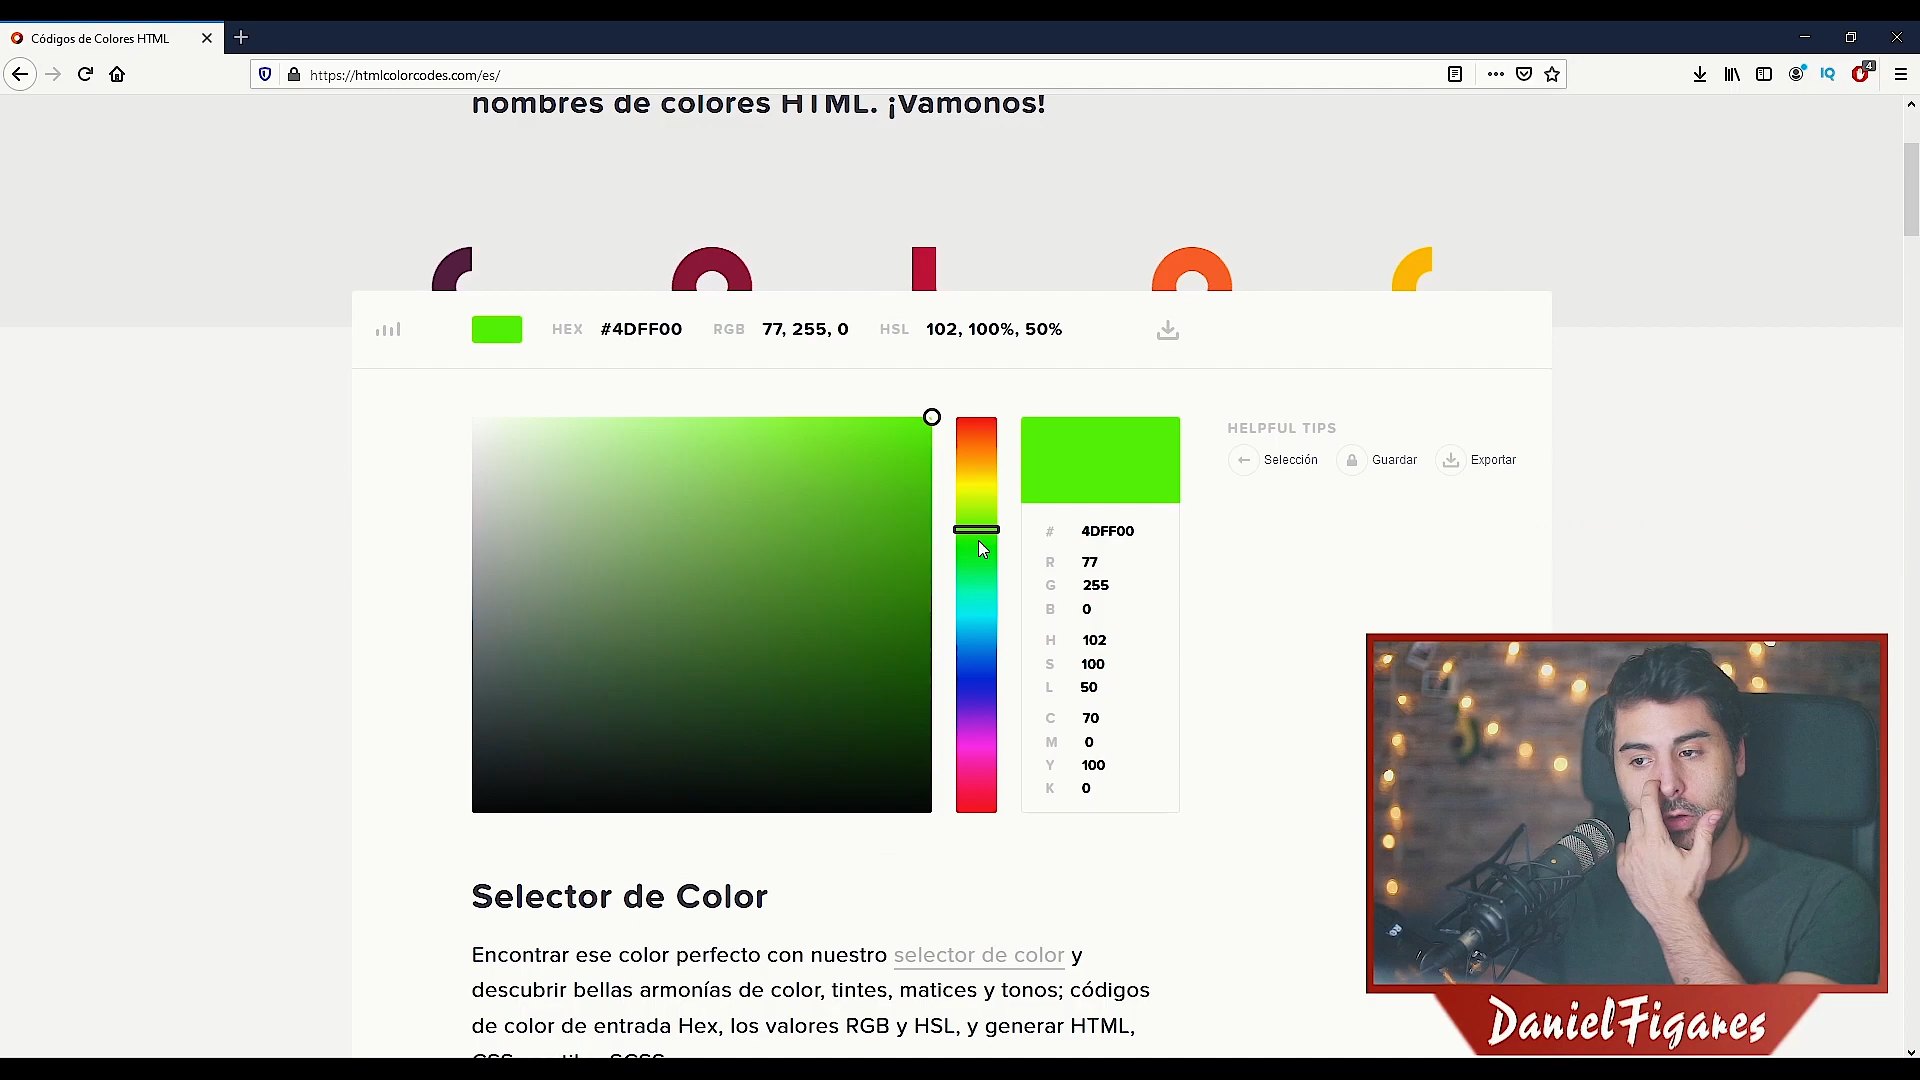 Códigos de Colores HTML
https://htmlcolorcodes.com/es/
IQ
4
nombres de colores HTML. ¡Vamonos!
HEX #4DFF00 RGB 77, 255, 0 HSL 102, 100%, 50%
HELPFUL TIPS
Selección Guardar Exportar
# 4DFF00
R 77
G 255
B 0
H 102
S 100
L 50
C 70
M 0
Y 100
K 0
Selector de Color
Encontrar ese color perfecto con nuestro selector de color y
descubrir bellas armonías de color, tintes, matices y tonos; códigos
de color de entrada Hex, los valores RGB y HSL, y generar HTML,
DanielFigares